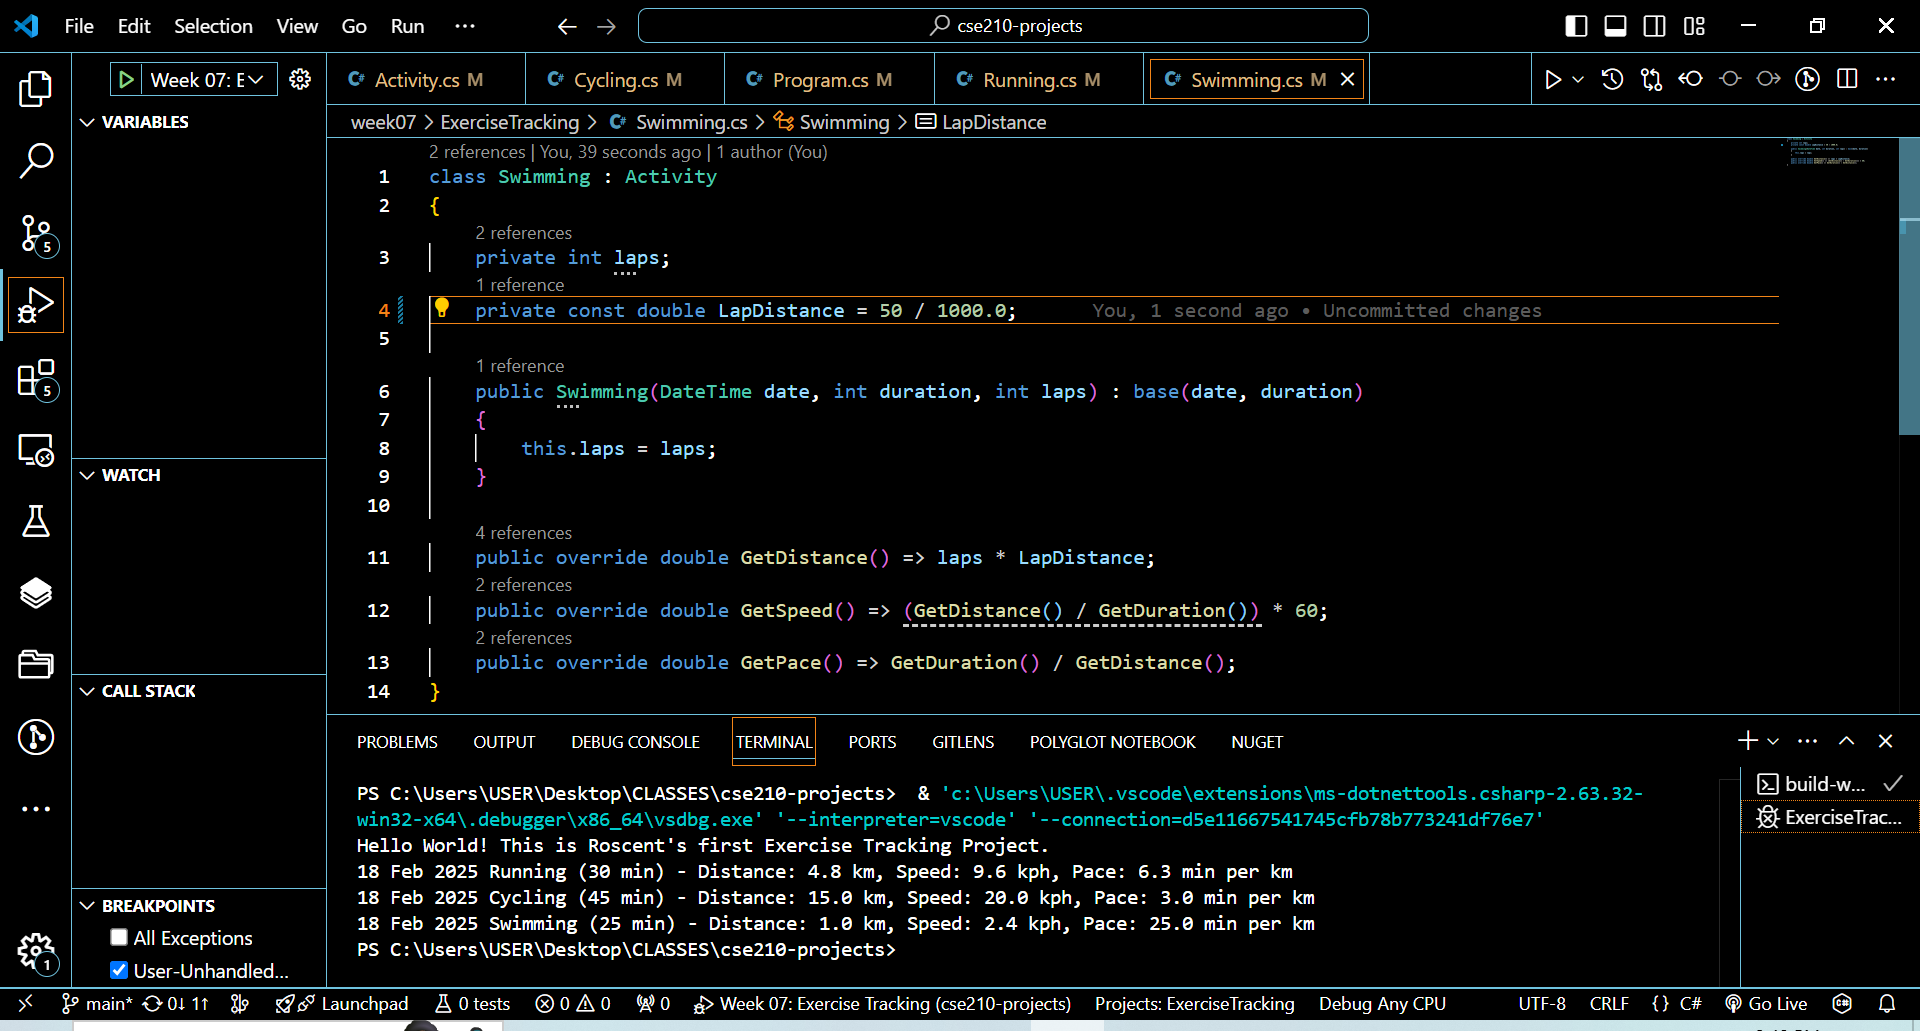 File Edit Selection View Go Run ···
cse210-projects
Week 07: E
Activity.cs M
Cycling.cs M
Program.cs M
Running.cs M
Swimming.cs M
VARIABLES
week07 > ExerciseTracking > Swimming.cs > Swimming > LapDistance
2 references | You, 39 seconds ago | 1 author (You)
1 class Swimming : Activity
2 {
2 references
3 private int laps;
1 reference
4 private const double LapDistance = 50 / 1000.0; You, 1 second ago • Uncommitted changes
5
1 reference
6 public Swimming(DateTime date, int duration, int laps) : base(date, duration)
7 {
8 this.laps = laps;
9 }
10
4 references
11 public override double GetDistance() => laps * LapDistance;
2 references
12 public override double GetSpeed() => (GetDistance() / GetDuration()) * 60;
2 references
13 public override double GetPace() => GetDuration() / GetDistance();
14 }
5
5
1
WATCH
CALL STACK
BREAKPOINTS
All Exceptions
User-Unhandled...
PROBLEMS OUTPUT DEBUG CONSOLE TERMINAL PORTS GITLENS POLYGLOT NOTEBOOK NUGET
PS C:\Users\USER\Desktop\CLASSES\cse210-projects>  & 'c:\Users\USER\.vscode\extensions\ms-dotnettools.csharp-2.63.32-
win32-x64\.debugger\x86_64\vsdbg.exe' '--interpreter=vscode' '--connection=d5e11667541745cfb78b773241df76e7'
Hello World! This is Roscent's first Exercise Tracking Project.
18 Feb 2025 Running (30 min) - Distance: 4.8 km, Speed: 9.6 kph, Pace: 6.3 min per km
18 Feb 2025 Cycling (45 min) - Distance: 15.0 km, Speed: 20.0 kph, Pace: 3.0 min per km
18 Feb 2025 Swimming (25 min) - Distance: 1.0 km, Speed: 2.4 kph, Pace: 25.0 min per km
PS C:\Users\USER\Desktop\CLASSES\cse210-projects>
build-w...
ExerciseTrac...
main* 0↓ 1↑ Launchpad 0 tests 0 0 0 Week 07: Exercise Tracking (cse210-projects) Projects: ExerciseTracking Debug Any CPU UTF-8 CRLF {} C# Go Live